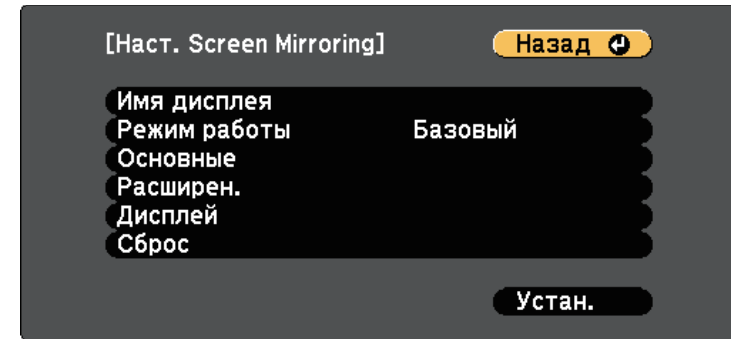 [Наст. Screen Mirroring] Назад
Имя дисплея
Режим работы Базовый
Основные
Расширен.
Дисплей
Сброс
Устан.